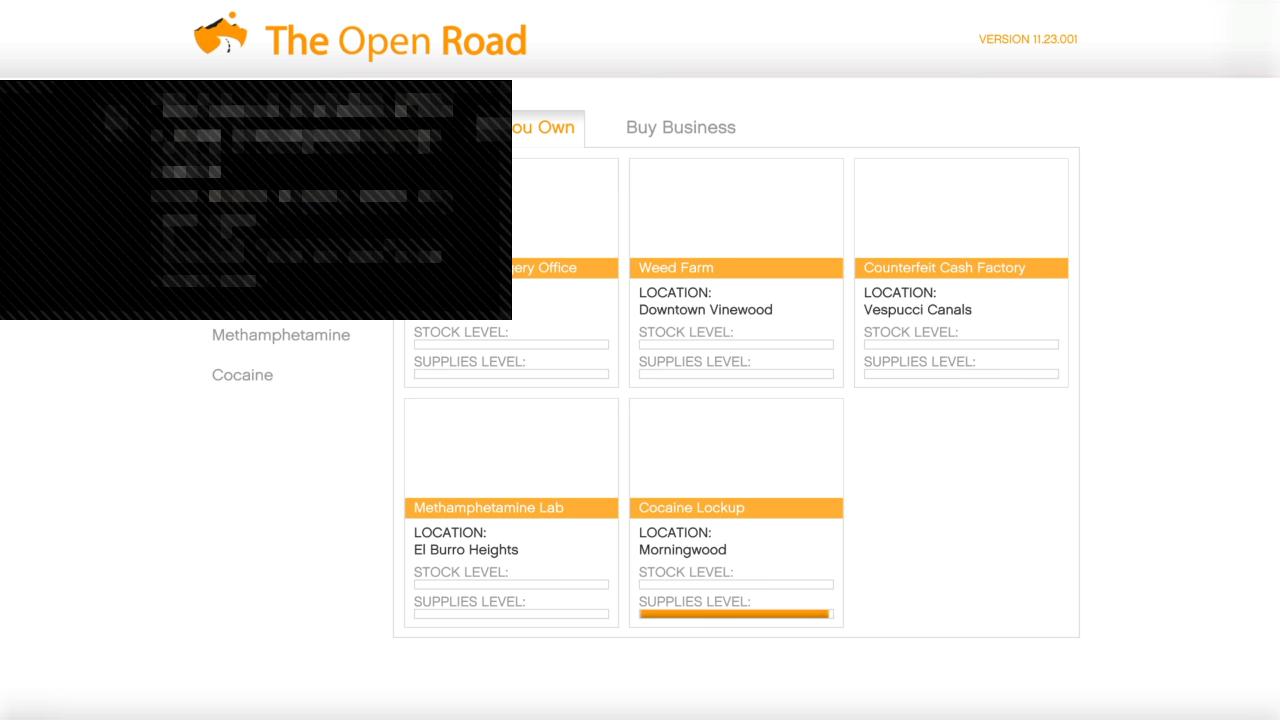 The Open Road
VERSION 11.23.001
ou Own
Buy Business
ery Office
Weed Farm
Counterfeit Cash Factory
LOCATION:
LOCATION:
Downtown Vinewood
Vespucci Canals
Methamphetamine
Cocaine
STOCK LEVEL:
STOCK LEVEL:
STOCK LEVEL:
SUPPLIES LEVEL:
SUPPLIES LEVEL:
SUPPLIES LEVEL:
Methamphetamine Lab
Cocaine Lockup
LOCATION:
LOCATION:
El Burro Heights
Morningwood
STOCK LEVEL:
STOCK LEVEL:
SUPPLIES LEVEL:
SUPPLIES LEVEL: